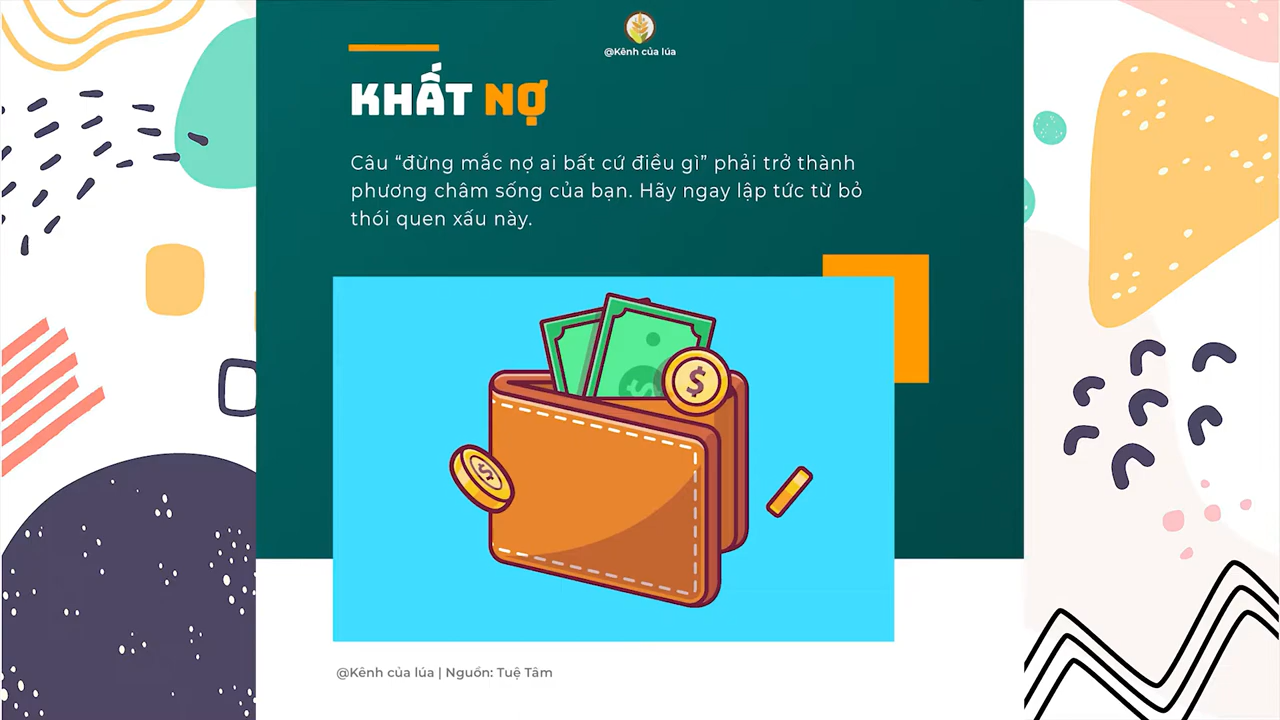 @Kênh của lúa
KHẤT NỢ
Câu “đừng mắc nợ ai bất cứ điều gì” phải trở thành
phương châm sống của bạn. Hãy ngay lập tức từ bỏ
thói quen xấu này.
$
$
$
@Kênh của lúa | Nguồn: Tuệ Tâm